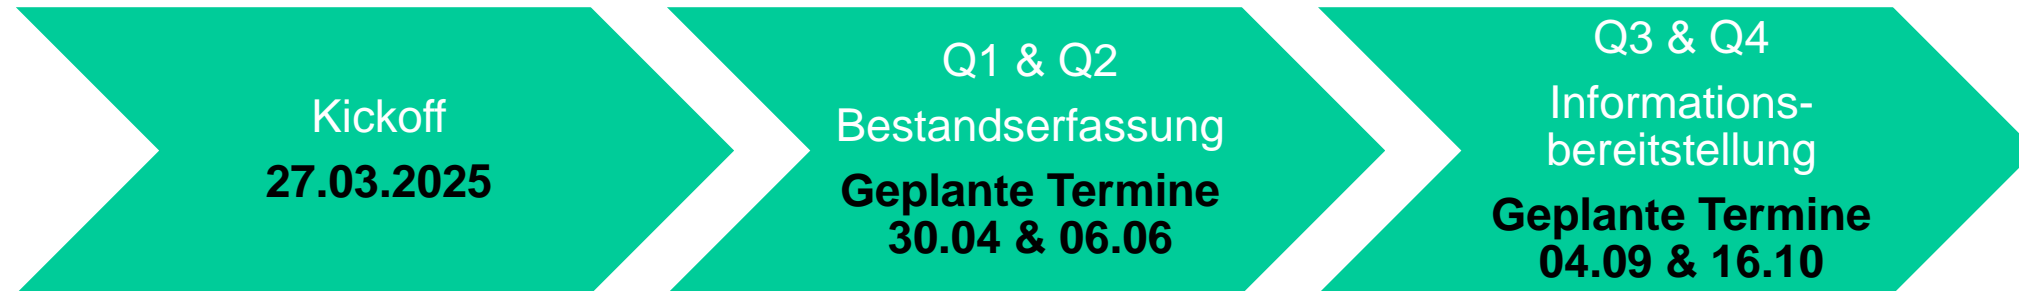 Kickoff
27.03.2025
Q1 & Q2
Bestandserfassung
Geplante Termine
30.04 & 06.06
Q3 & Q4
Informations-
bereitstellung
Geplante Termine
04.09 & 16.10